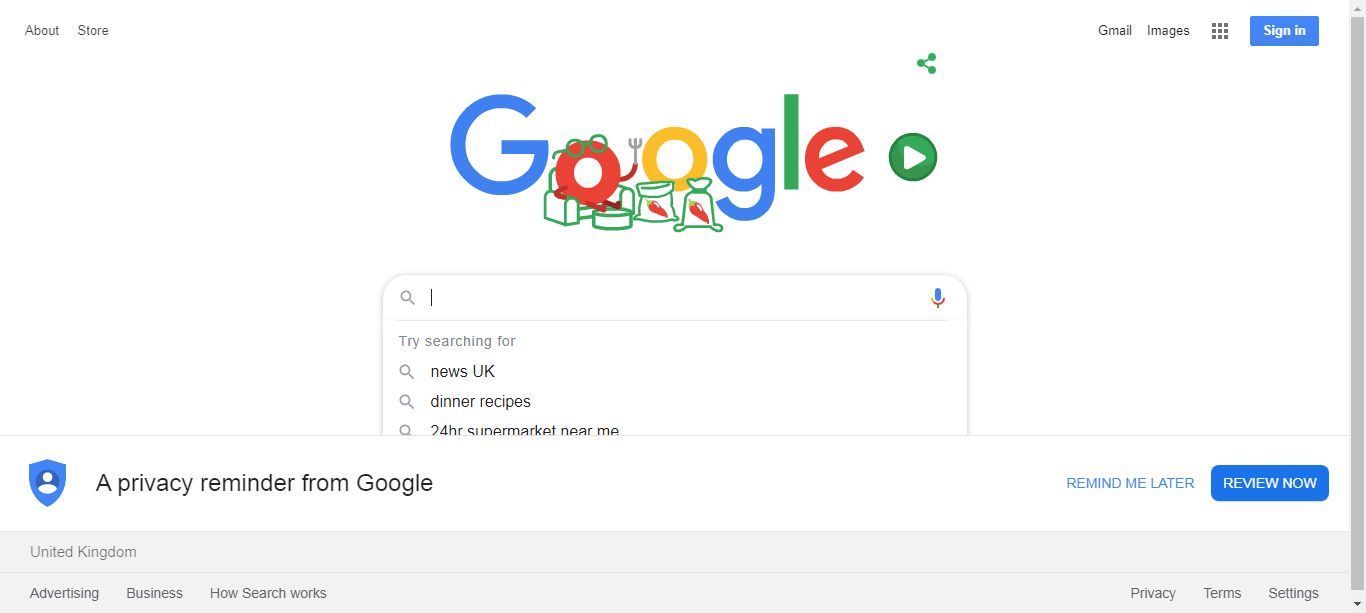 About Store
Gmail Images Sign in
Google
Try searching for
news UK
dinner recipes
24hr supermarket near me
A privacy reminder from Google
REMIND ME LATER REVIEW NOW
United Kingdom
Advertising Business How Search works
Privacy Terms Settings